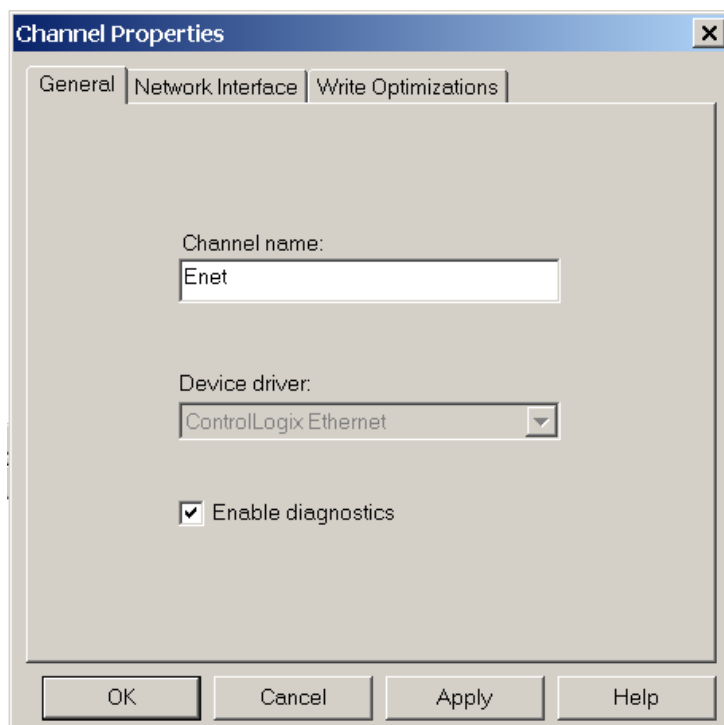 Channel Properties
General Network Interface Write Optimizations
Channel name:
Enet
Device driver:
ControlLogix Ethernet
Enable diagnostics
OK Cancel Apply Help